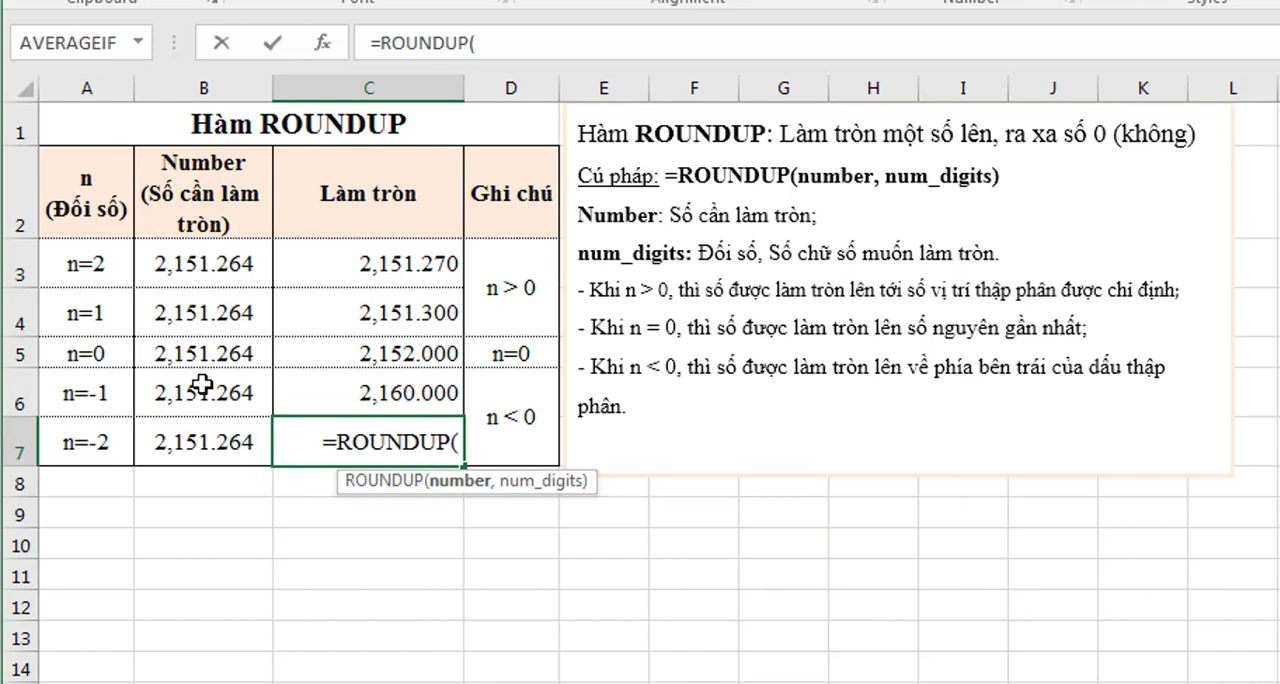 Clipboard Font Alignment Number Styles
AVERAGEIF fx =ROUNDUP(
A B C D E F G H I J K L
1 Hàm ROUNDUP
2 n (Đối số) Number (Số cần làm tròn) Làm tròn Ghi chú
3 n=2 2,151.264 2,151.270 n > 0
4 n=1 2,151.264 2,151.300
5 n=0 2,151.264 2,152.000 n=0
6 n=-1 2,151.264 2,160.000 n < 0
7 n=-2 2,151.264 =ROUNDUP(
ROUNDUP(number, num_digits)
8
9
10
11
12
13
14
Hàm ROUNDUP: Làm tròn một số lên, ra xa số 0 (không)
Cú pháp: =ROUNDUP(number, num_digits)
Number: Số cần làm tròn;
num_digits: Đối số, Số chữ số muốn làm tròn.
- Khi n > 0, thì số được làm tròn lên tới số vị trí thập phân được chỉ định;
- Khi n = 0, thì số được làm tròn lên số nguyên gần nhất;
- Khi n < 0, thì số được làm tròn lên về phía bên trái của dấu thập
phân.